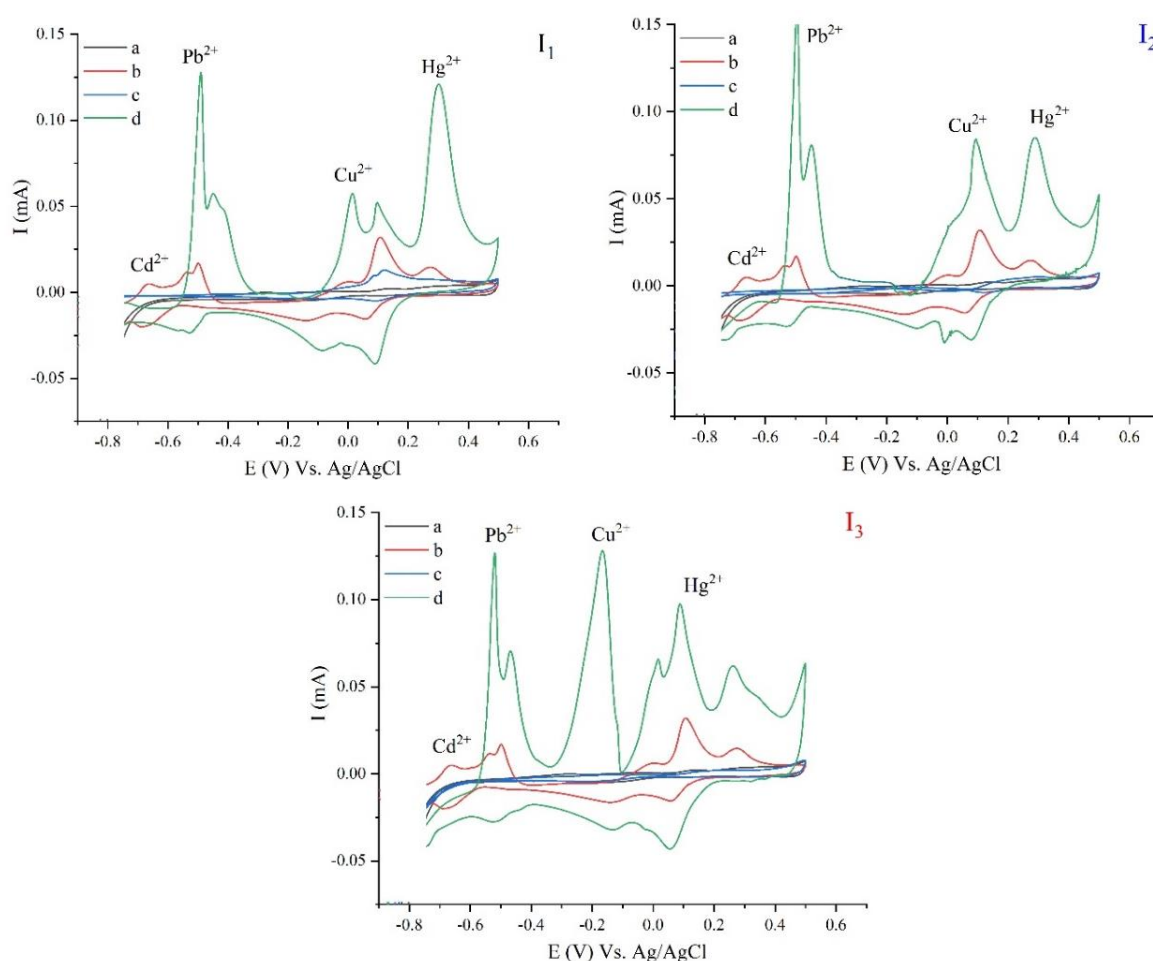 I₁
a
b
c
d
Pb²⁺
Cu²⁺
Hg²⁺
Cd²⁺
0.15
0.10
0.05
0.00
-0.05
I (mA)
-0.8 -0.6 -0.4 -0.2 0.0 0.2 0.4 0.6
E (V) Vs. Ag/AgCl
I₂
a
b
c
d
Pb²⁺
Cu²⁺
Hg²⁺
Cd²⁺
0.15
0.10
0.05
0.00
-0.05
I (mA)
-0.8 -0.6 -0.4 -0.2 0.0 0.2 0.4 0.6
E (V) Vs. Ag/AgCl
I₃
a
b
c
d
Pb²⁺
Cu²⁺
Hg²⁺
Cd²⁺
0.15
0.10
0.05
0.00
-0.05
I (mA)
-0.8 -0.6 -0.4 -0.2 0.0 0.2 0.4 0.6
E (V) Vs. Ag/AgCl